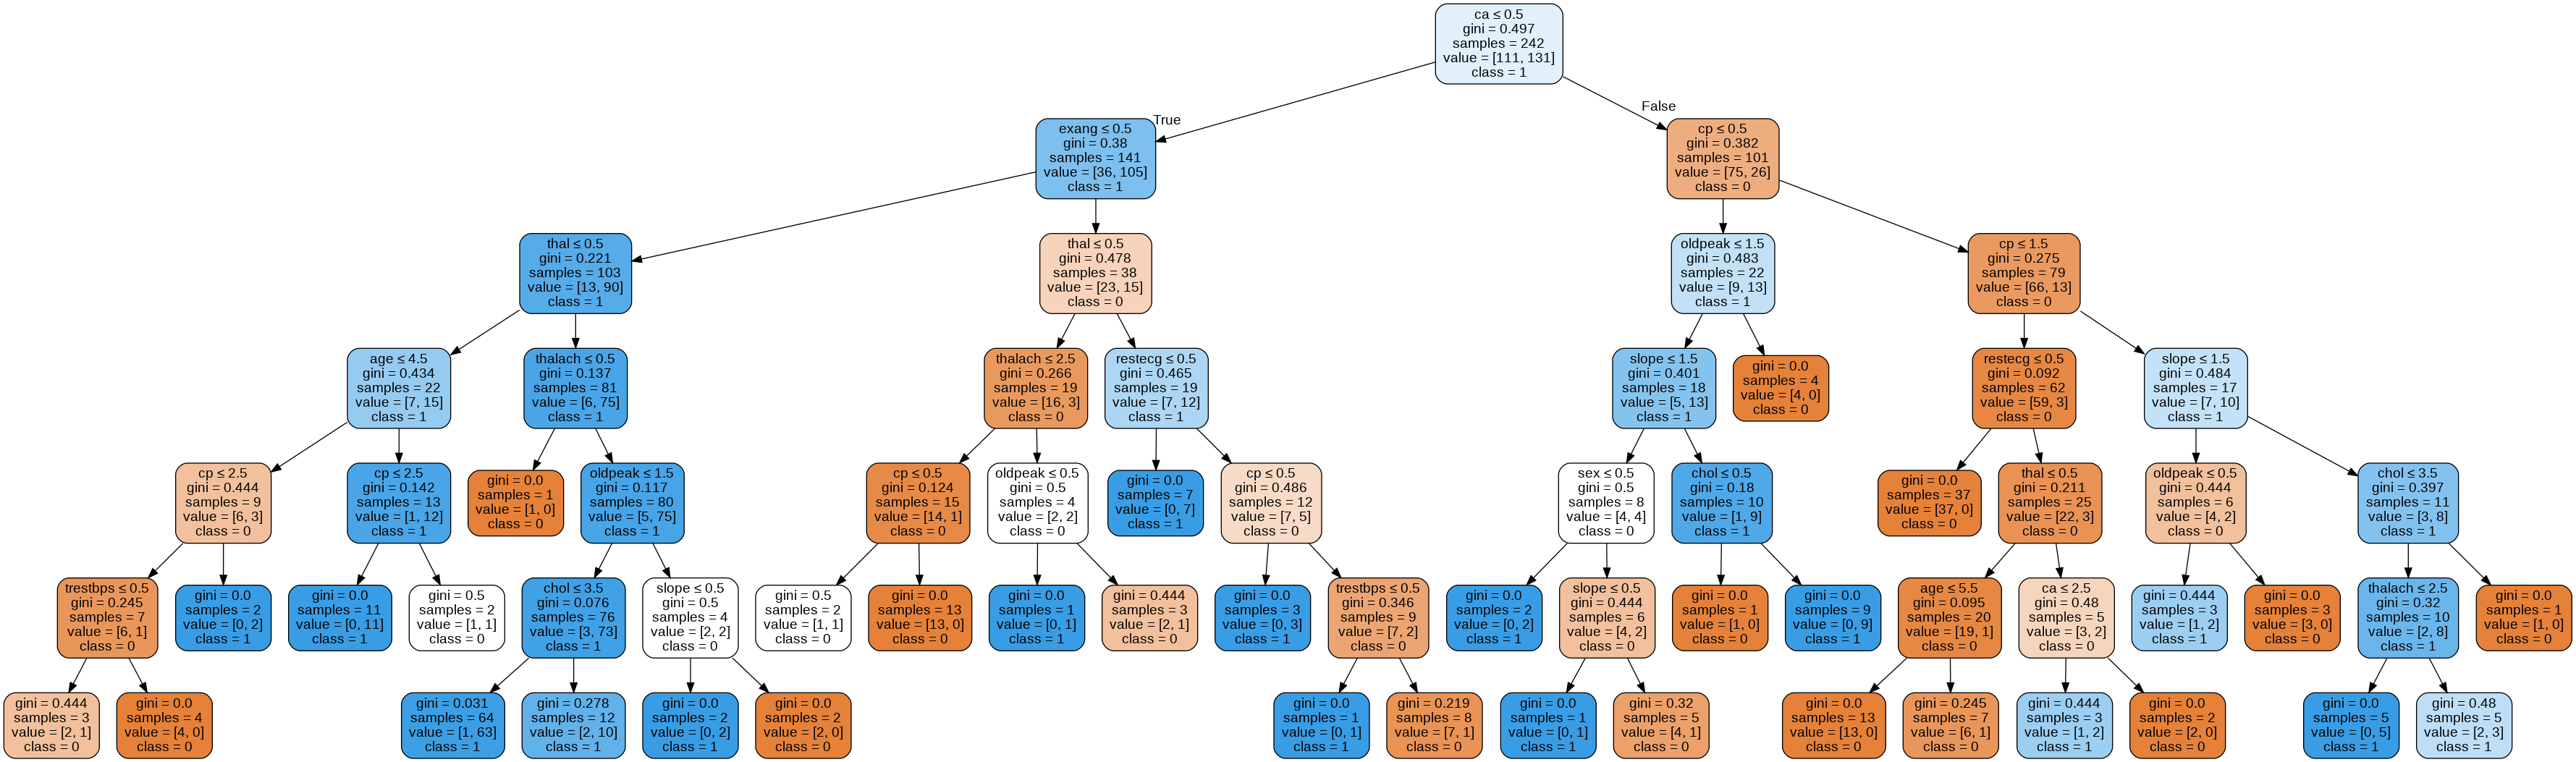 ca ≤ 0.5
gini = 0.497
samples = 242
value = [111, 131]
class = 1
True
False
exang ≤ 0.5
gini = 0.38
samples = 141
value = [36, 105]
class = 1
cp ≤ 0.5
gini = 0.382
samples = 101
value = [75, 26]
class = 0
thal ≤ 0.5
gini = 0.221
samples = 103
value = [13, 90]
class = 1
thal ≤ 0.5
gini = 0.478
samples = 38
value = [23, 15]
class = 0
oldpeak ≤ 1.5
gini = 0.483
samples = 22
value = [9, 13]
class = 1
cp ≤ 1.5
gini = 0.275
samples = 79
value = [66, 13]
class = 0
age ≤ 4.5
gini = 0.434
samples = 22
value = [7, 15]
class = 1
thalach ≤ 0.5
gini = 0.137
samples = 81
value = [6, 75]
class = 1
thalach ≤ 2.5
gini = 0.266
samples = 19
value = [16, 3]
class = 0
restecg ≤ 0.5
gini = 0.465
samples = 19
value = [7, 12]
class = 1
slope ≤ 1.5
gini = 0.401
samples = 18
value = [5, 13]
class = 1
gini = 0.0
samples = 4
value = [4, 0]
class = 0
restecg ≤ 0.5
gini = 0.092
samples = 62
value = [59, 3]
class = 0
slope ≤ 1.5
gini = 0.484
samples = 17
value = [7, 10]
class = 1
cp ≤ 2.5
gini = 0.444
samples = 9
value = [6, 3]
class = 0
cp ≤ 2.5
gini = 0.142
samples = 13
value = [1, 12]
class = 1
gini = 0.0
samples = 1
value = [1, 0]
class = 0
oldpeak ≤ 1.5
gini = 0.117
samples = 80
value = [5, 75]
class = 1
cp ≤ 0.5
gini = 0.124
samples = 15
value = [14, 1]
class = 0
oldpeak ≤ 0.5
gini = 0.5
samples = 4
value = [2, 2]
class = 0
gini = 0.0
samples = 7
value = [0, 7]
class = 1
cp ≤ 0.5
gini = 0.486
samples = 12
value = [7, 5]
class = 0
sex ≤ 0.5
gini = 0.5
samples = 8
value = [4, 4]
class = 0
chol ≤ 0.5
gini = 0.18
samples = 10
value = [1, 9]
class = 1
gini = 0.0
samples = 37
value = [37, 0]
class = 0
thal ≤ 0.5
gini = 0.211
samples = 25
value = [22, 3]
class = 0
oldpeak ≤ 0.5
gini = 0.444
samples = 6
value = [4, 2]
class = 0
chol ≤ 3.5
gini = 0.397
samples = 11
value = [3, 8]
class = 1
trestbps ≤ 0.5
gini = 0.245
samples = 7
value = [6, 1]
class = 0
gini = 0.0
samples = 2
value = [0, 2]
class = 1
gini = 0.0
samples = 11
value = [0, 11]
class = 1
gini = 0.5
samples = 2
value = [1, 1]
class = 0
chol ≤ 3.5
gini = 0.076
samples = 76
value = [3, 73]
class = 1
slope ≤ 0.5
gini = 0.5
samples = 4
value = [2, 2]
class = 0
gini = 0.5
samples = 2
value = [1, 1]
class = 0
gini = 0.0
samples = 13
value = [13, 0]
class = 0
gini = 0.0
samples = 1
value = [0, 1]
class = 1
gini = 0.444
samples = 3
value = [2, 1]
class = 0
gini = 0.0
samples = 3
value = [0, 3]
class = 1
trestbps ≤ 0.5
gini = 0.346
samples = 9
value = [7, 2]
class = 0
gini = 0.0
samples = 2
value = [0, 2]
class = 1
slope ≤ 0.5
gini = 0.444
samples = 6
value = [4, 2]
class = 0
gini = 0.0
samples = 1
value = [1, 0]
class = 0
gini = 0.0
samples = 9
value = [0, 9]
class = 1
age ≤ 5.5
gini = 0.095
samples = 20
value = [19, 1]
class = 0
ca ≤ 2.5
gini = 0.48
samples = 5
value = [3, 2]
class = 0
gini = 0.444
samples = 3
value = [1, 2]
class = 1
gini = 0.0
samples = 3
value = [3, 0]
class = 0
thalach ≤ 2.5
gini = 0.32
samples = 10
value = [2, 8]
class = 1
gini = 0.0
samples = 1
value = [1, 0]
class = 0
gini = 0.444
samples = 3
value = [2, 1]
class = 0
gini = 0.0
samples = 4
value = [4, 0]
class = 0
gini = 0.031
samples = 64
value = [1, 63]
class = 1
gini = 0.278
samples = 12
value = [2, 10]
class = 1
gini = 0.0
samples = 2
value = [0, 2]
class = 1
gini = 0.0
samples = 2
value = [2, 0]
class = 0
gini = 0.0
samples = 1
value = [0, 1]
class = 1
gini = 0.219
samples = 8
value = [7, 1]
class = 0
gini = 0.0
samples = 1
value = [0, 1]
class = 1
gini = 0.32
samples = 5
value = [4, 1]
class = 0
gini = 0.0
samples = 13
value = [13, 0]
class = 0
gini = 0.245
samples = 7
value = [6, 1]
class = 0
gini = 0.444
samples = 3
value = [1, 2]
class = 1
gini = 0.0
samples = 2
value = [2, 0]
class = 0
gini = 0.0
samples = 5
value = [0, 5]
class = 1
gini = 0.48
samples = 5
value = [2, 3]
class = 1